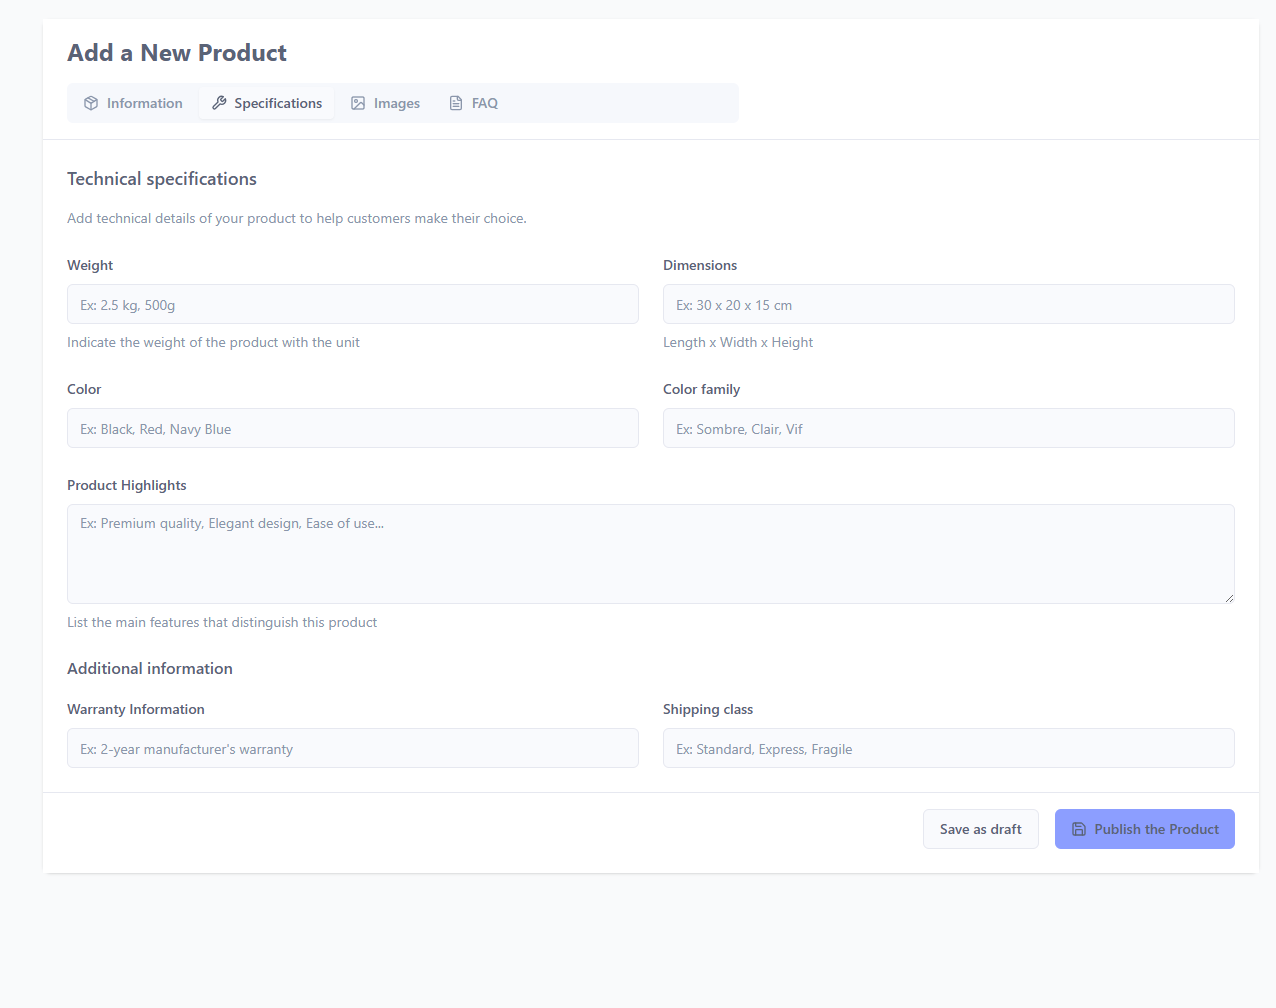 Add a New Product
Information Specifications Images FAQ
Technical specifications
Add technical details of your product to help customers make their choice.
Weight Dimensions
Ex: 2.5 kg, 500g Ex: 30 x 20 x 15 cm
Indicate the weight of the product with the unit Length x Width x Height
Color Color family
Ex: Black, Red, Navy Blue Ex: Sombre, Clair, Vif
Product Highlights
Ex: Premium quality, Elegant design, Ease of use...
List the main features that distinguish this product
Additional information
Warranty Information Shipping class
Ex: 2-year manufacturer's warranty Ex: Standard, Express, Fragile
Save as draft Publish the Product